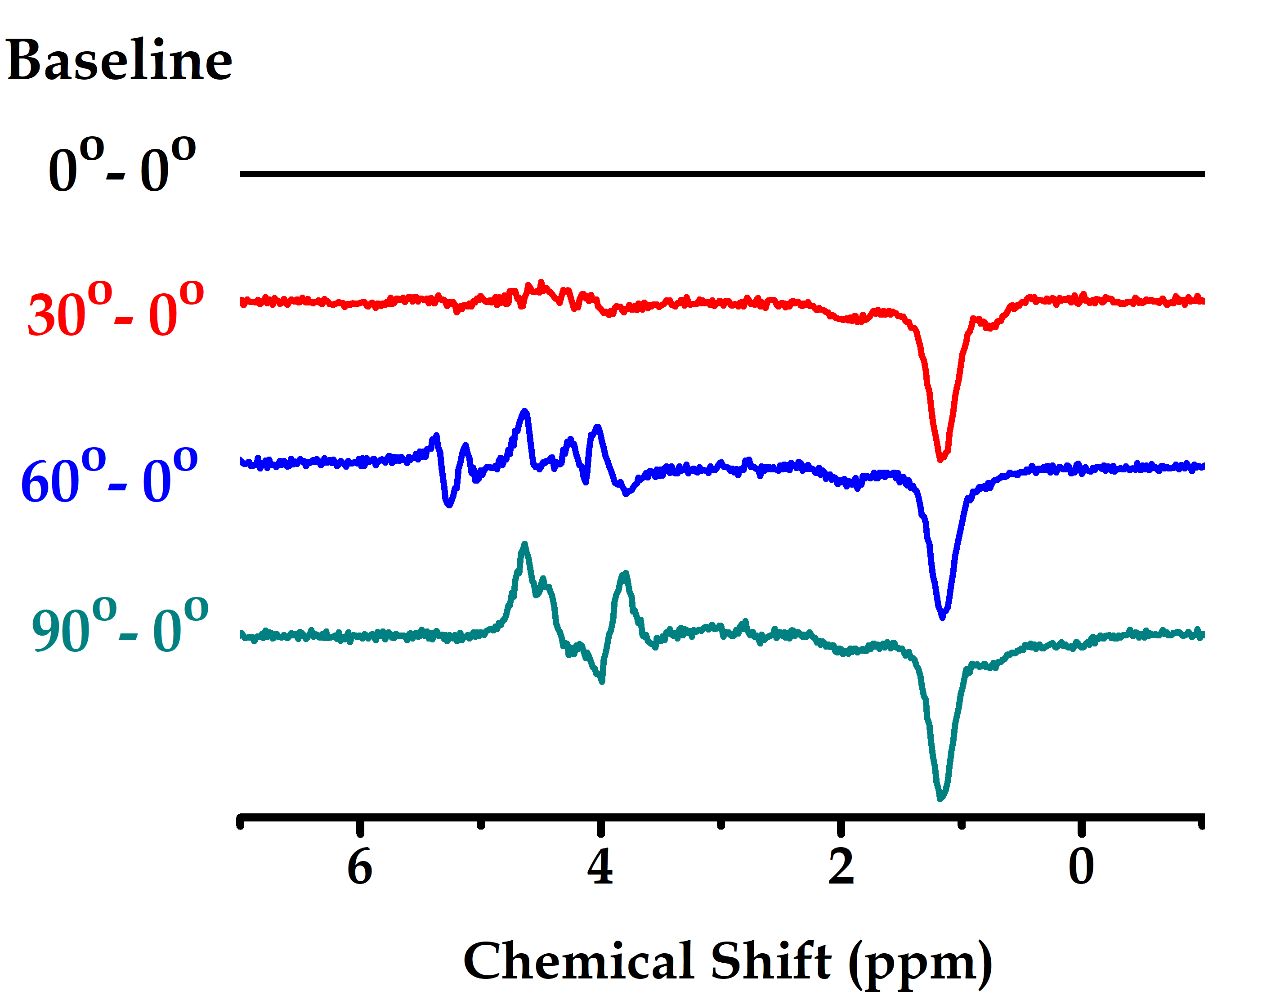 Baseline
0º- 0º
30º- 0º
60º- 0º
90º- 0º
6 4 2 0
Chemical Shift (ppm)